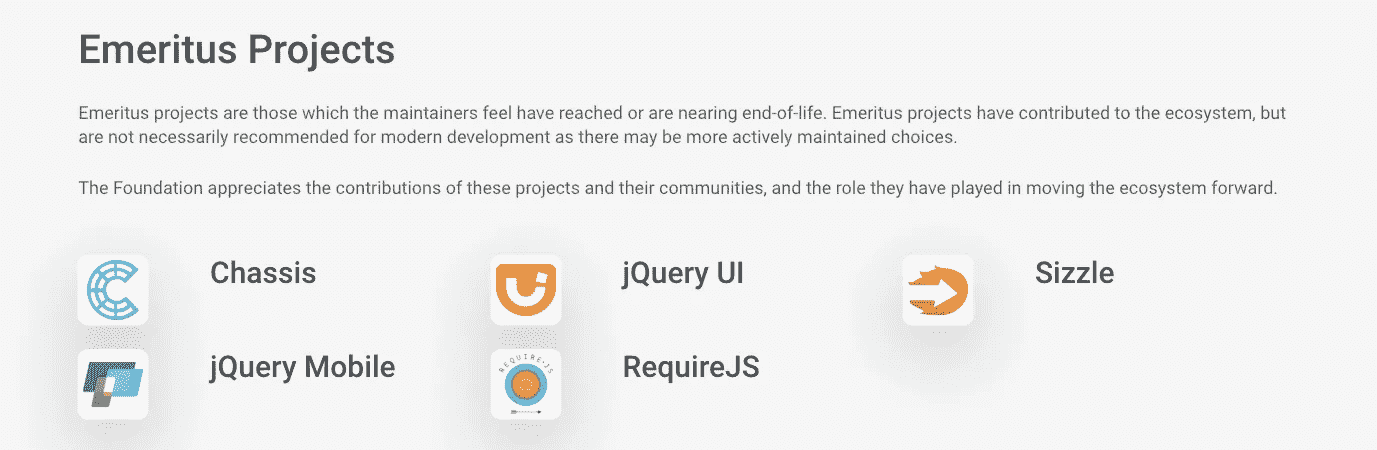 Emeritus Projects
Emeritus projects are those which the maintainers feel have reached or are nearing end-of-life. Emeritus projects have contributed to the ecosystem, but
are not necessarily recommended for modern development as there may be more actively maintained choices.
The Foundation appreciates the contributions of these projects and their communities, and the role they have played in moving the ecosystem forward.
Chassis
jQuery UI
Sizzle
jQuery Mobile
REQUIRE·JS
RequireJS